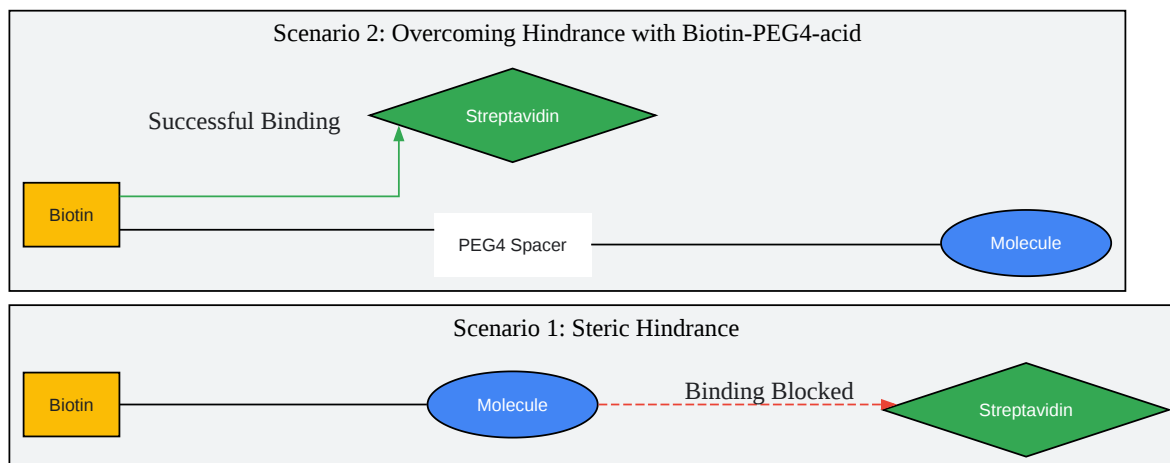 Scenario 2: Overcoming Hindrance with Biotin-PEG4-acid
Successful Binding
Streptavidin
Biotin
PEG4 Spacer
Molecule
Scenario 1: Steric Hindrance
Biotin
Molecule
Binding Blocked
Streptavidin